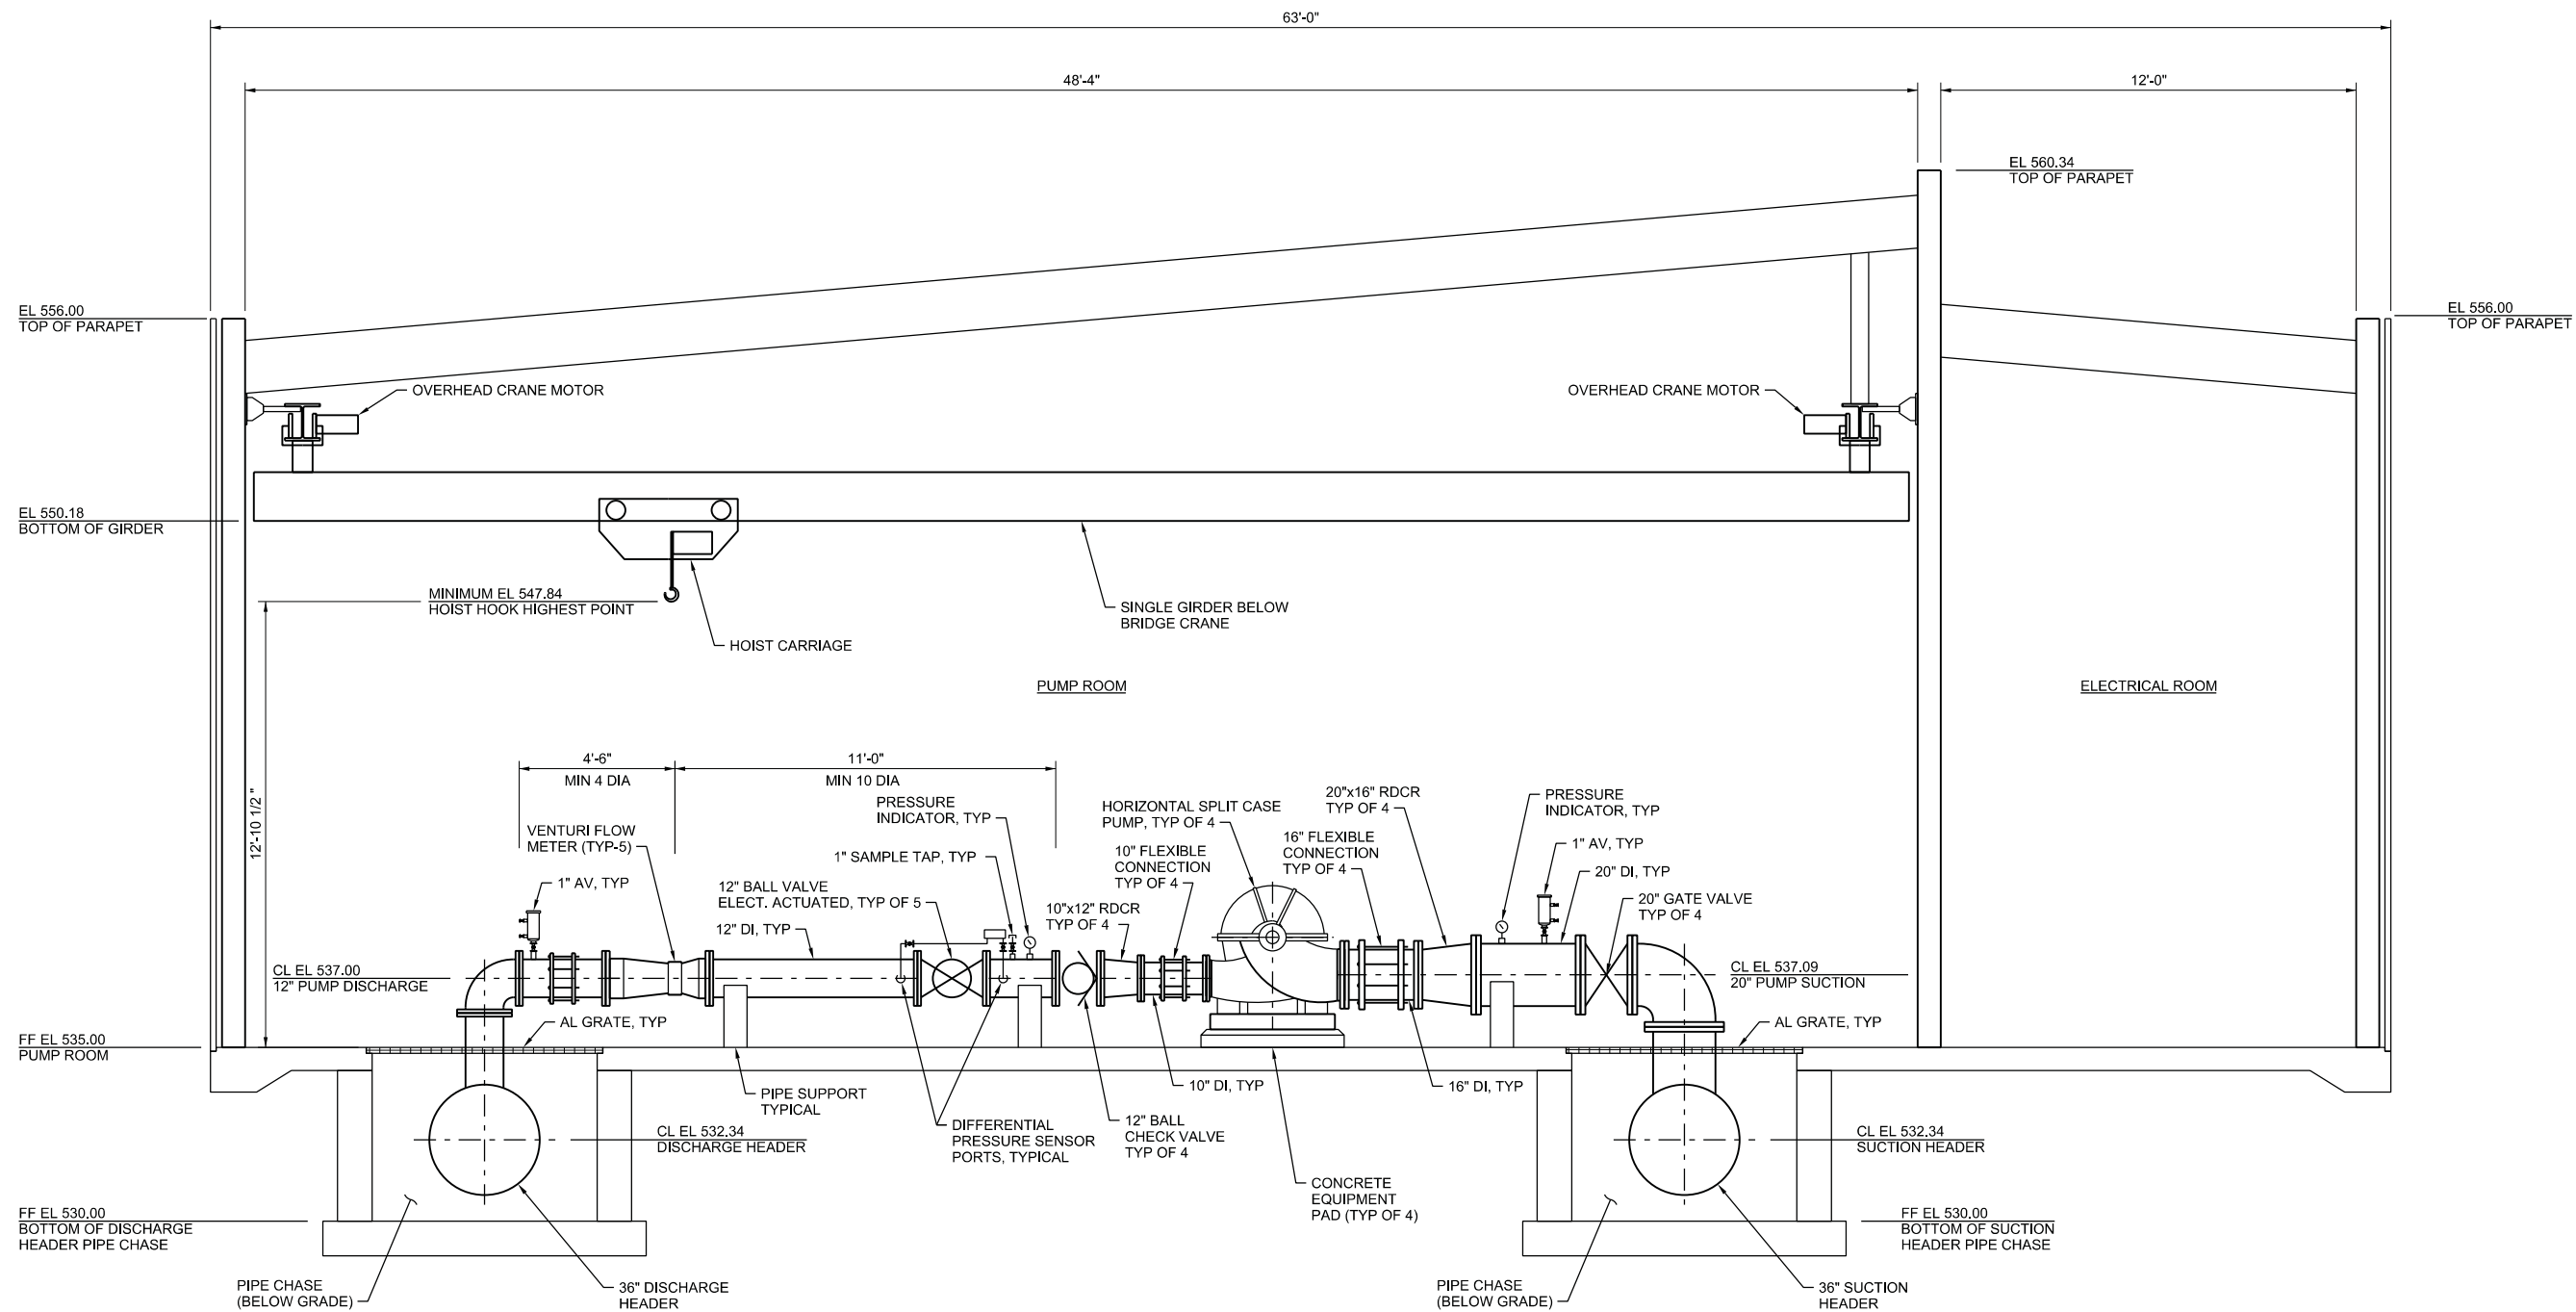 63'-0"
48'-4"
12'-0"
EL 560.34
TOP OF PARAPET
EL 556.00
TOP OF PARAPET
EL 556.00
TOP OF PARAPET
OVERHEAD CRANE MOTOR
OVERHEAD CRANE MOTOR
EL 550.18
BOTTOM OF GIRDER
MINIMUM EL 547.84
HOIST HOOK HIGHEST POINT
SINGLE GIRDER BELOW
BRIDGE CRANE
HOIST CARRIAGE
PUMP ROOM
ELECTRICAL ROOM
12'-10 1/2 "
4'-6"
MIN 4 DIA
11'-0"
MIN 10 DIA
PRESSURE
INDICATOR, TYP
HORIZONTAL SPLIT CASE
PUMP, TYP OF 4
20"x16" RDCR
TYP OF 4
PRESSURE
INDICATOR, TYP
VENTURI FLOW
METER (TYP-5)
1" SAMPLE TAP, TYP
10" FLEXIBLE
CONNECTION
TYP OF 4
16" FLEXIBLE
CONNECTION
TYP OF 4
1" AV, TYP
20" DI, TYP
1" AV, TYP
12" BALL VALVE
ELECT. ACTUATED, TYP OF 5
10"x12" RDCR
TYP OF 4
20" GATE VALVE
TYP OF 4
12" DI, TYP
CL EL 537.00
12" PUMP DISCHARGE
CL EL 537.09
20" PUMP SUCTION
AL GRATE, TYP
AL GRATE, TYP
FF EL 535.00
PUMP ROOM
PIPE SUPPORT
TYPICAL
10" DI, TYP
16" DI, TYP
DIFFERENTIAL
PRESSURE SENSOR
PORTS, TYPICAL
12" BALL
CHECK VALVE
TYP OF 4
CL EL 532.34
DISCHARGE HEADER
CL EL 532.34
SUCTION HEADER
CONCRETE
EQUIPMENT
PAD (TYP OF 4)
FF EL 530.00
BOTTOM OF DISCHARGE
HEADER PIPE CHASE
FF EL 530.00
BOTTOM OF SUCTION
HEADER PIPE CHASE
PIPE CHASE
(BELOW GRADE)
36" DISCHARGE
HEADER
PIPE CHASE
(BELOW GRADE)
36" SUCTION
HEADER